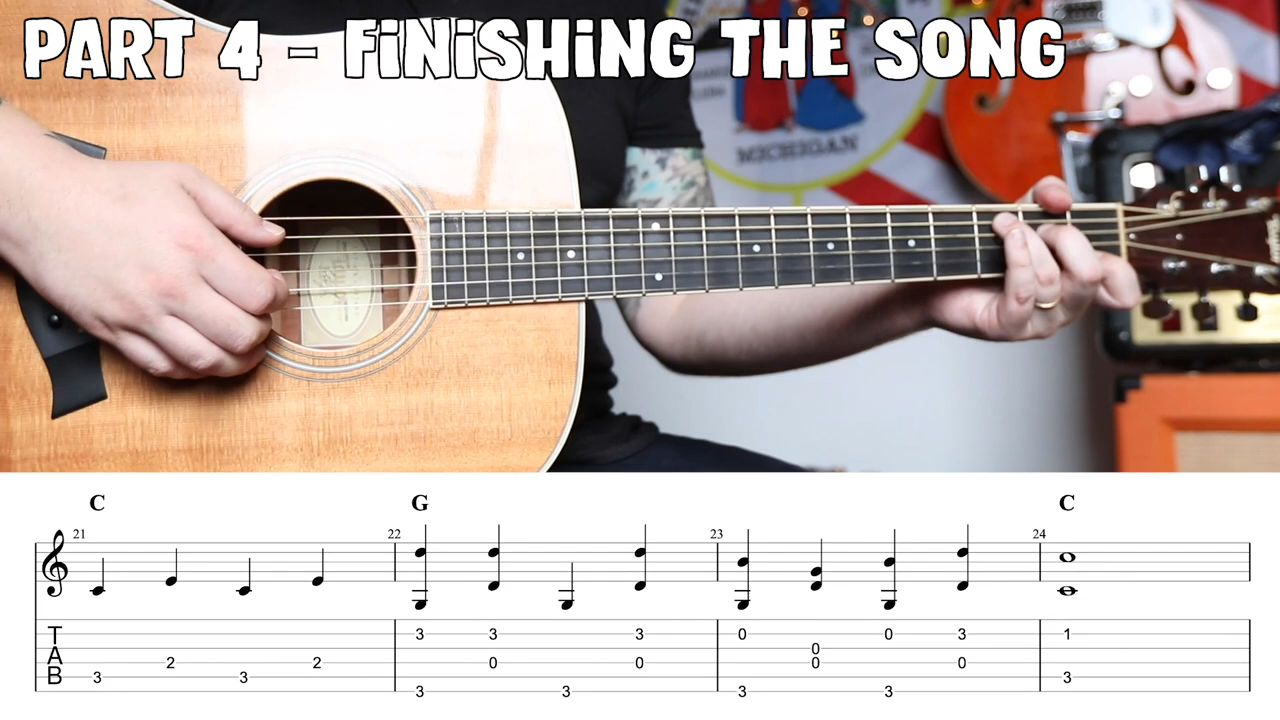 PART 4 - FINISHING THE SONG
MICHIGAN
C G C
21 22 23 24
T 3 3 3 0 0 3 1
A 2 2 0 0 0 0 0
B 3 3 3 3 3 3 3